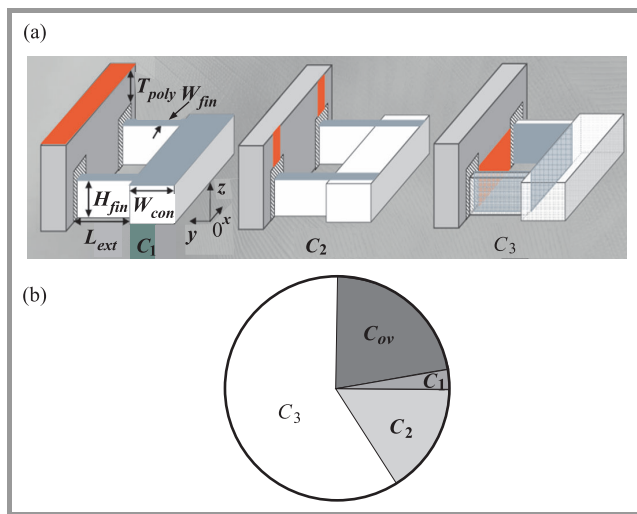 (a)
T_poly W_fin
H_fin W_con z
0 x
L_ext C_1 y C_2 C_3
(b)
C_ov
C_1
C_3 C_2